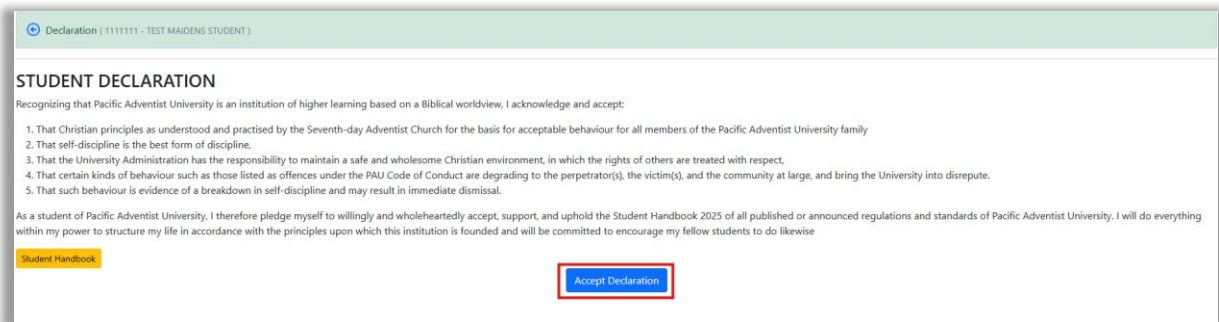 Declaration ( 1111111 - TEST MAIDENS STUDENT )
STUDENT DECLARATION
Recognizing that Pacific Adventist University is an institution of higher learning based on a Biblical worldview, I acknowledge and accept:
1. That Christian principles as understood and practised by the Seventh-day Adventist Church for the basis for acceptable behaviour for all members of the Pacific Adventist University family
2. That self-discipline is the best form of discipline,
3. That the University Administration has the responsibility to maintain a safe and wholesome Christian environment, in which the rights of others are treated with respect,
4. That certain kinds of behaviour such as those listed as offences under the PAU Code of Conduct are degrading to the perpetrator(s), the victim(s), and the community at large, and bring the University into disrepute.
5. That such behaviour is evidence of a breakdown in self-discipline and may result in immediate dismissal.
As a student of Pacific Adventist University, I therefore pledge myself to willingly and wholeheartedly accept, support, and uphold the Student Handbook 2025 of all published or announced regulations and standards of Pacific Adventist University. I will do everything
within my power to structure my life in accordance with the principles upon which this institution is founded and will be committed to encourage my fellow students to do likewise
Student Handbook
Accept Declaration